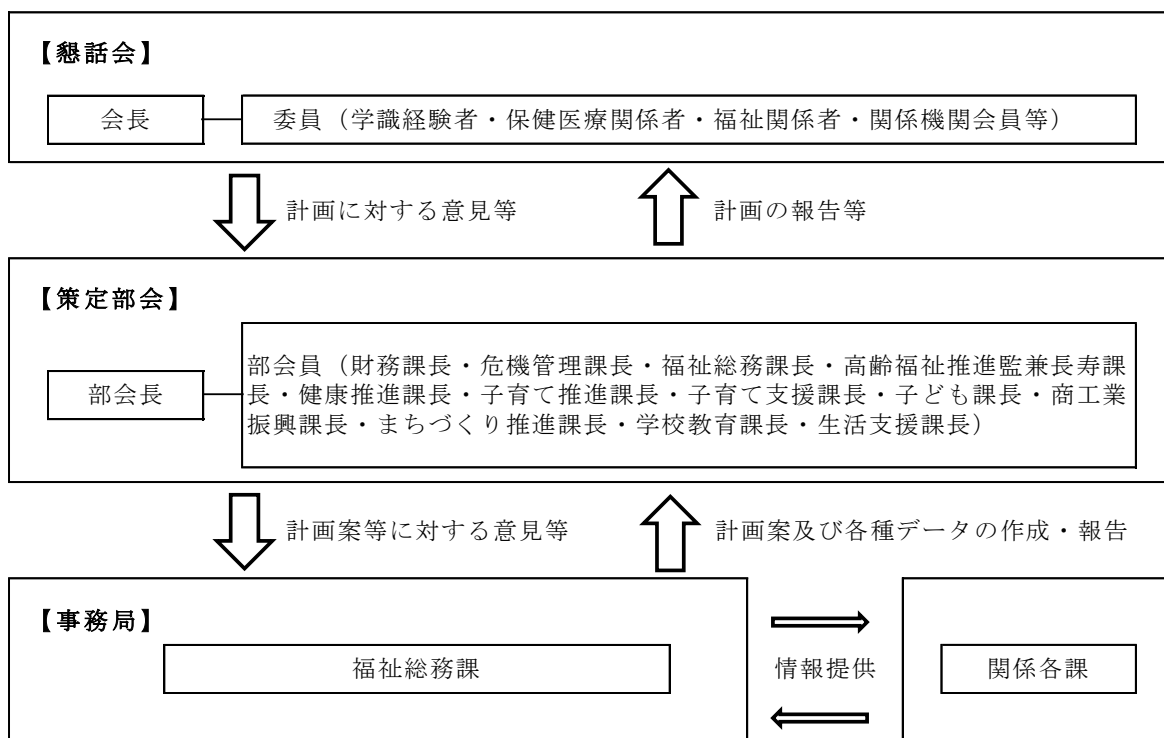 【懇話会】
会長
委員（学識経験者・保健医療関係者・福祉関係者・関係機関会員等）
計画に対する意見等
計画の報告等
【策定部会】
部会長
部会員（財務課長・危機管理課長・福祉総務課長・高齢福祉推進監兼長寿課
長・健康推進課長・子育て推進課長・子育て支援課長・子ども課長・商工業
振興課長・まちづくり推進課長・学校教育課長・生活支援課長）
計画案等に対する意見等
計画案及び各種データの作成・報告
【事務局】
福祉総務課
情報提供
関係各課